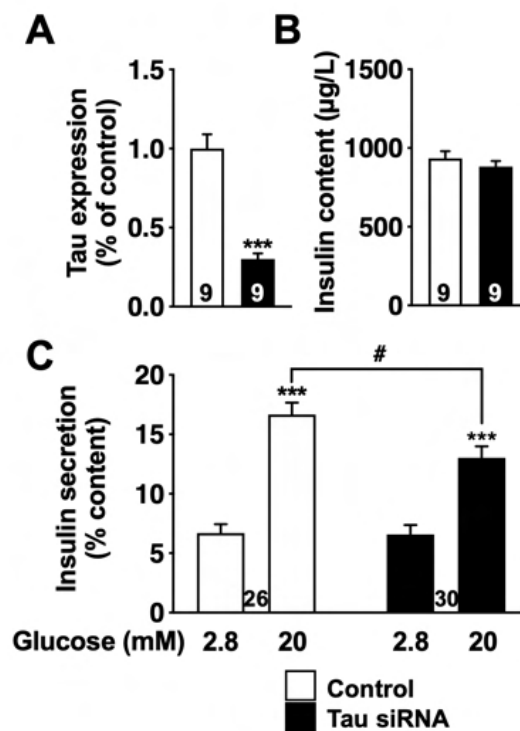 A
Tau expression
(% of control)
1.5
1.0
0.5
0.0
***
9
9
B
Insulin content (µg/L)
1500
1000
500
0
9
9
C
Insulin secretion
(% content)
20
15
10
5
0
#
***
***
26
30
Glucose (mM) 2.8 20 2.8 20
Control
Tau siRNA